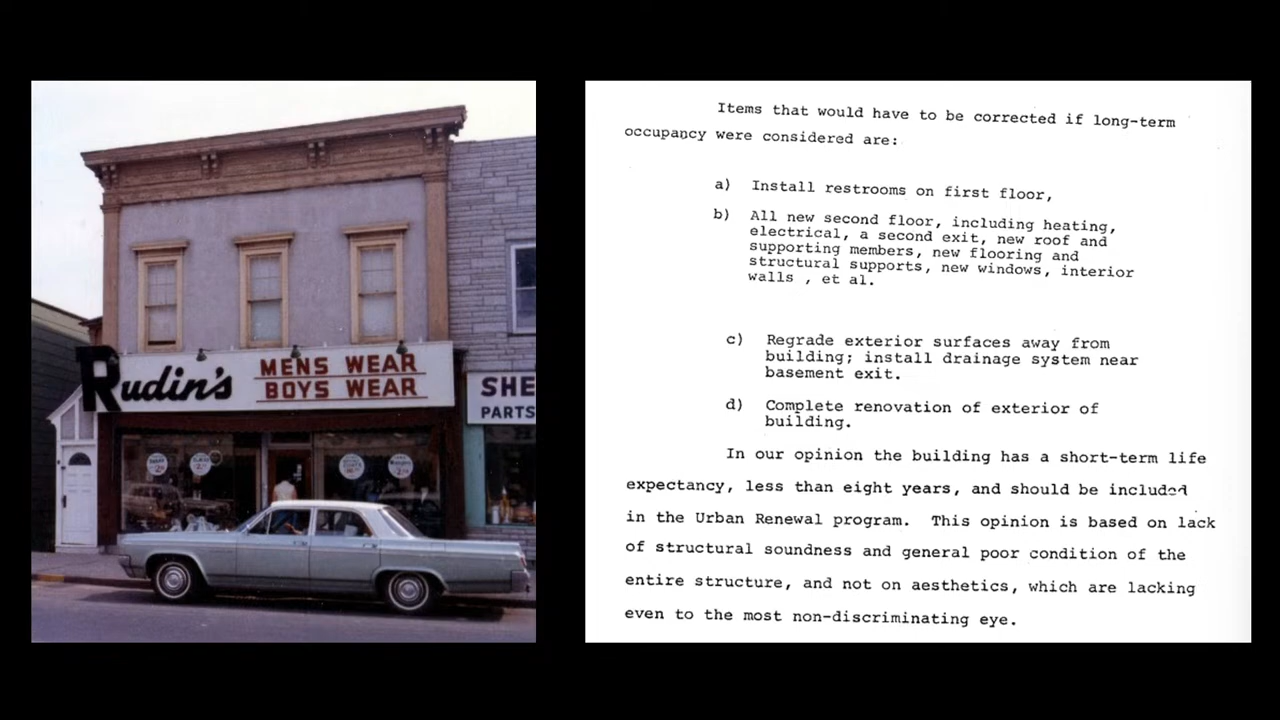 Rudin's
MENS WEAR
BOYS WEAR
SHE
PARTS
Items that would have to be corrected if long-term
occupancy were considered are:
a) Install restrooms on first floor,
b) All new second floor, including heating,
electrical, a second exit, new roof and
supporting members, new flooring and
structural supports, new windows, interior
walls , et al.
c) Regrade exterior surfaces away from
building; install drainage system near
basement exit.
d) Complete renovation of exterior of
building.
In our opinion the building has a short-term life
expectancy, less than eight years, and should be included
in the Urban Renewal program. This opinion is based on lack
of structural soundness and general poor condition of the
entire structure, and not on aesthetics, which are lacking
even to the most non-discriminating eye.